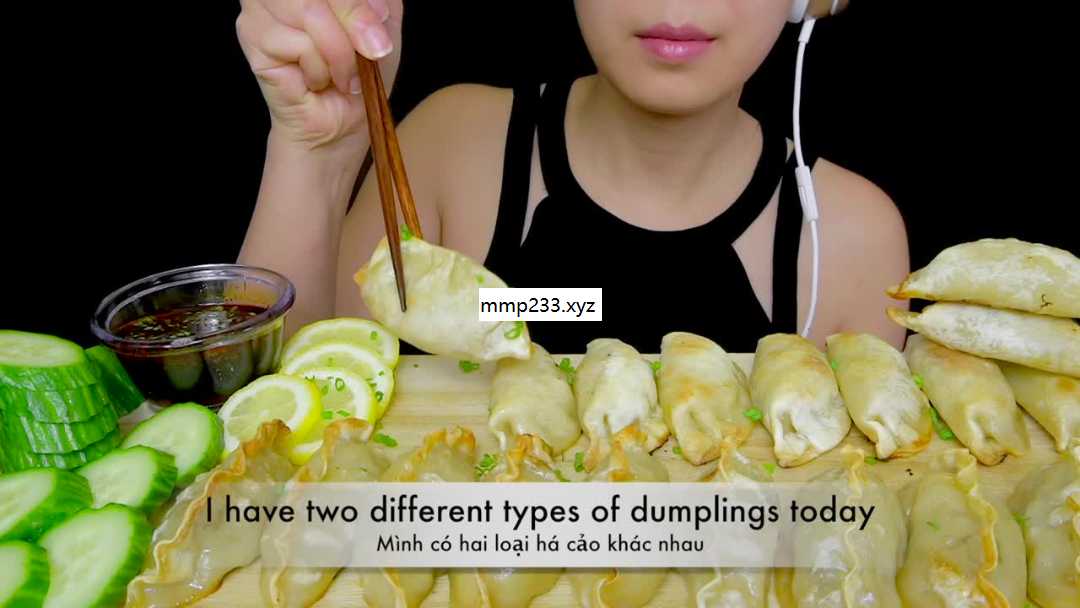 mmp233.xyz
I have two different types of dumplings today
Mình có hai loại há cảo khác nhau